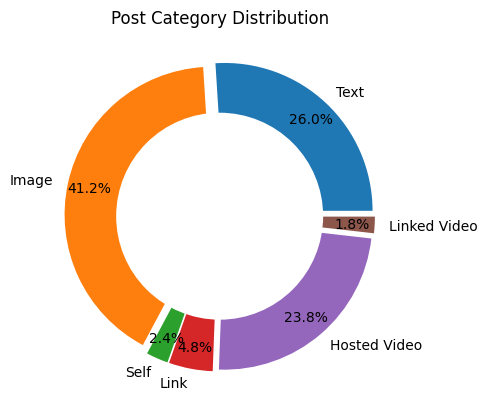 Post Category Distribution
Text
26.0%
Image
41.2%
Self
2.4%
Link
4.8%
Hosted Video
23.8%
Linked Video
1.8%